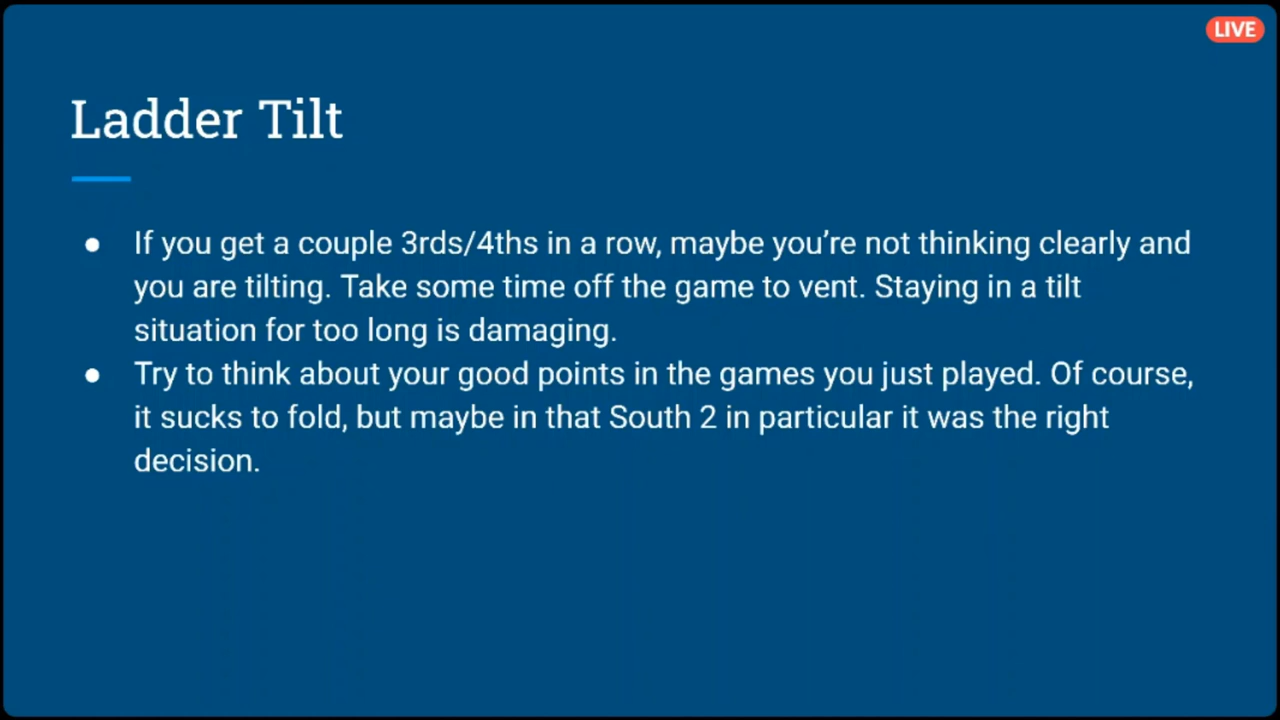 LIVE
Ladder Tilt
● If you get a couple 3rds/4ths in a row, maybe you’re not thinking clearly and
you are tilting. Take some time off the game to vent. Staying in a tilt
situation for too long is damaging.
● Try to think about your good points in the games you just played. Of course,
it sucks to fold, but maybe in that South 2 in particular it was the right
decision.